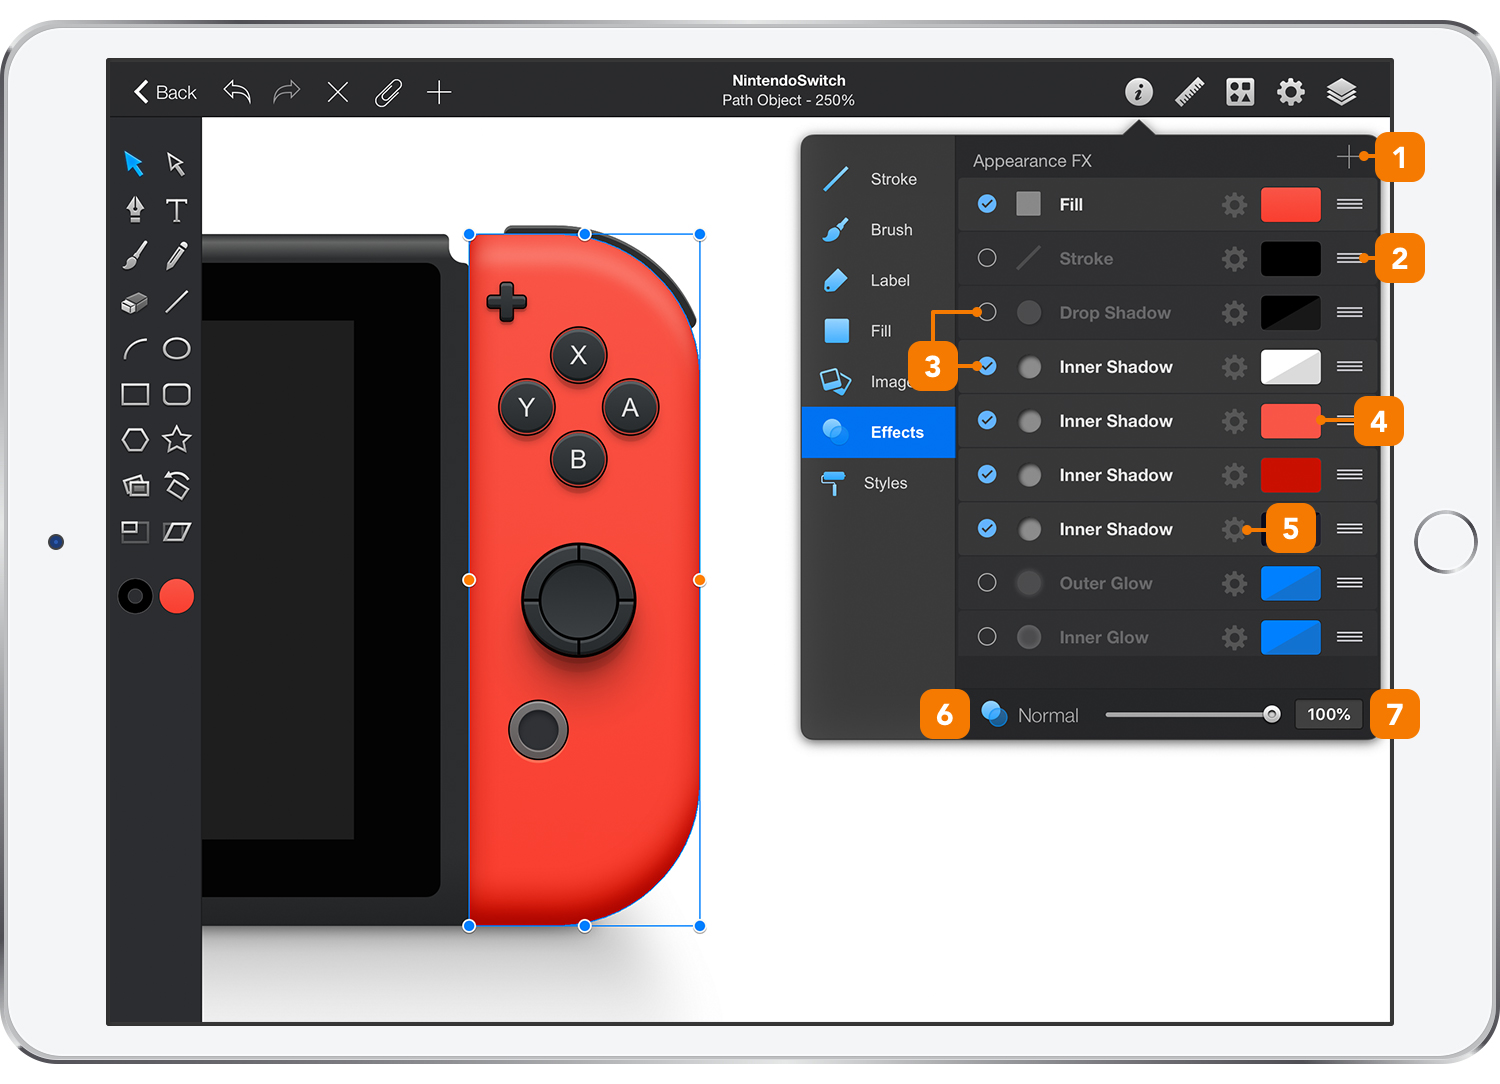 Back
NintendoSwitch
Path Object - 250%
Appearance FX
1
Stroke
Brush
Label
Fill
Image
Effects
Styles
Fill
Stroke
2
Drop Shadow
3
Inner Shadow
Inner Shadow
4
Inner Shadow
Inner Shadow
5
Outer Glow
Inner Glow
6
Normal
100%
7
T
X
Y
A
B